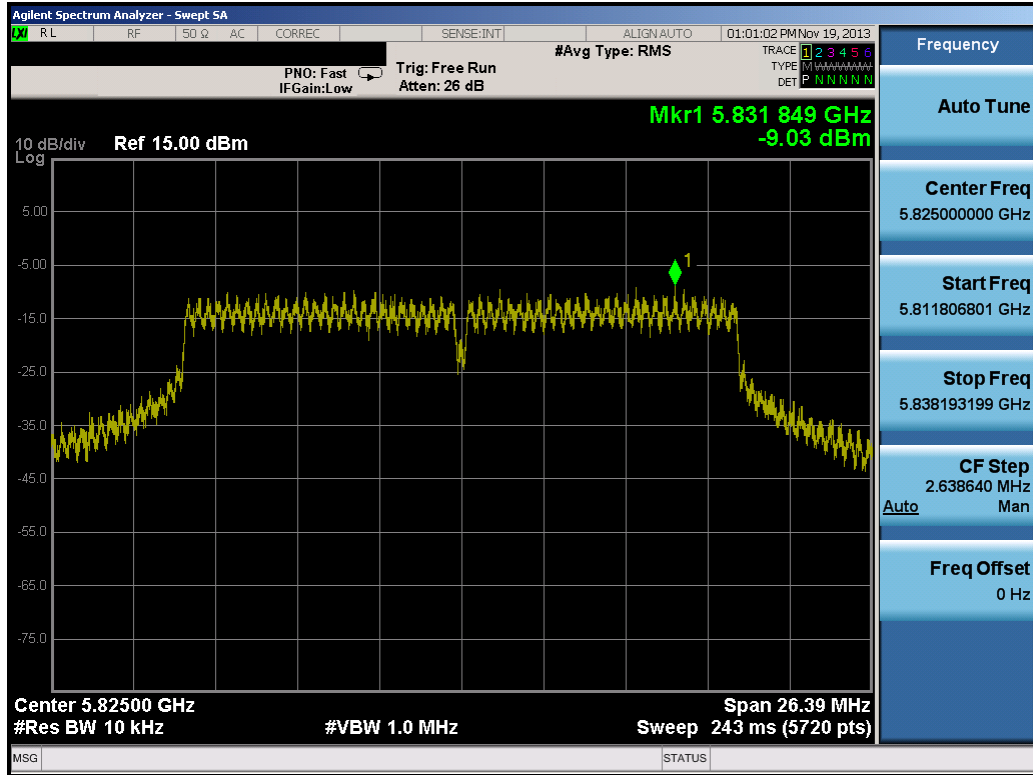 Agilent Spectrum Analyzer - Swept SA
LXI RL RF 50 Ω AC CORREC SENSE:INT ALIGN AUTO 01:01:02 PM Nov 19, 2013
#Avg Type: RMS
TRACE 1 2 3 4 5 6
TYPE M
DET P N N N N N
PNO: Fast
IFGain:Low
Trig: Free Run
Atten: 26 dB
Mkr1 5.831 849 GHz
-9.03 dBm
10 dB/div
Log
Ref 15.00 dBm
1
5.00
-5.00
-15.0
-25.0
-35.0
-45.0
-55.0
-65.0
-75.0
Center 5.82500 GHz
Span 26.39 MHz
#Res BW 10 kHz
#VBW 1.0 MHz
Sweep 243 ms (5720 pts)
MSG
STATUS
Frequency
Auto Tune
Center Freq
5.825000000 GHz
Start Freq
5.811806801 GHz
Stop Freq
5.838193199 GHz
CF Step
2.638640 MHz
Auto Man
Freq Offset
0 Hz